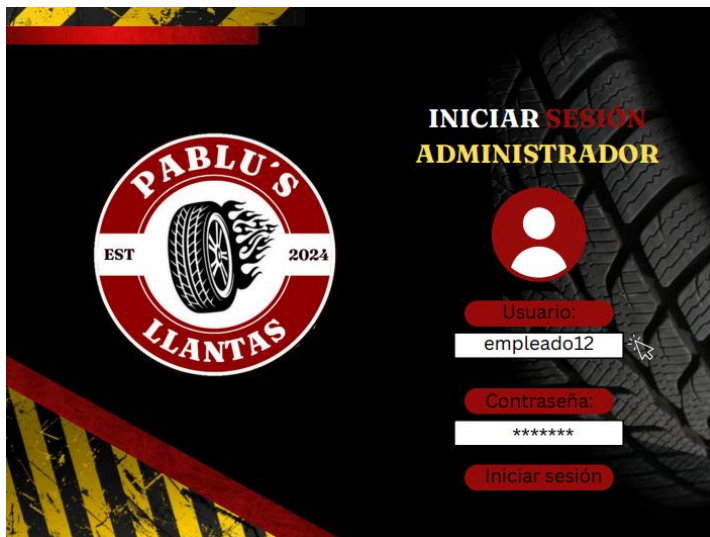 PABLU´S
EST 2024
LLANTAS
INICIAR SESIÓN
ADMINISTRADOR
Usuario:
empleado12
Contraseña:
*******
Iniciar sesión